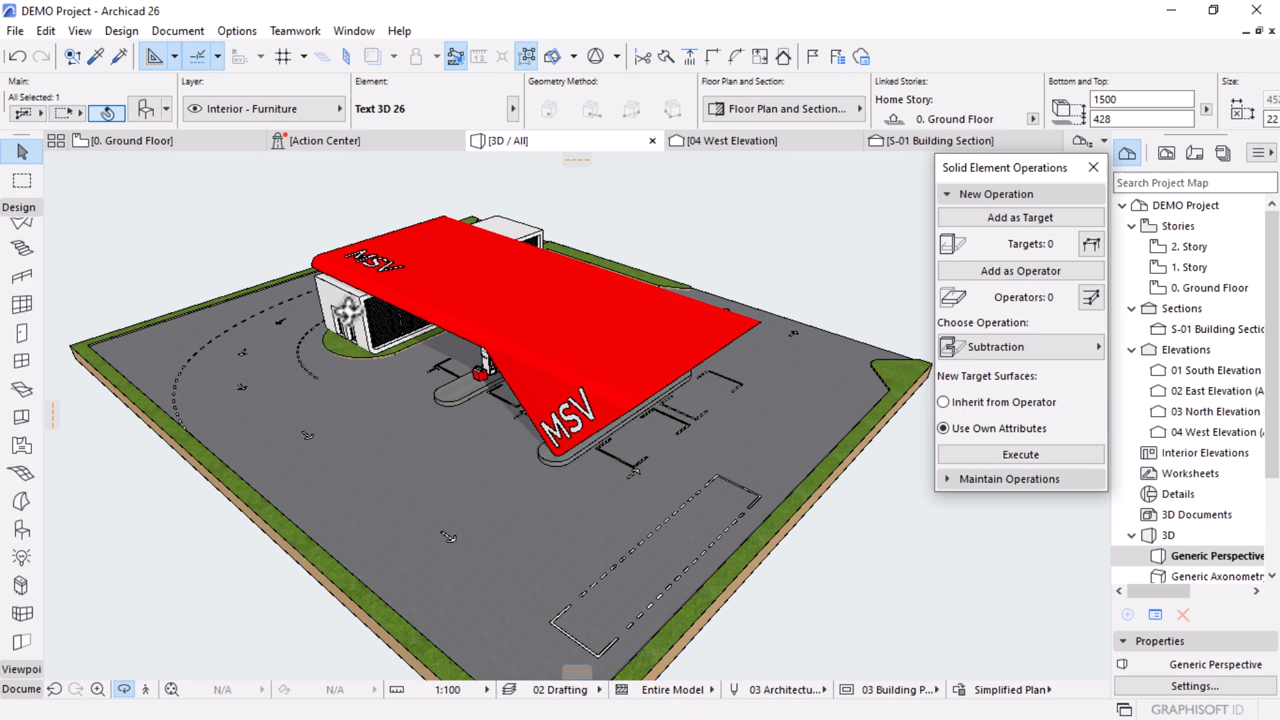 DEMO Project - Archicad 26
File Edit View Design Document Options Teamwork Window Help
Main: Layer: Element: Geometry Method: Floor Plan and Section: Linked Stories: Bottom and Top: Size:
All Selected: 1 Interior - Furniture Text 3D 26 Floor Plan and Section... Home Story: 0. Ground Floor 1500 428 22
[0. Ground Floor] [Action Center] [3D / All] [04 West Elevation] [S-01 Building Section]
Design
Viewpoi
Docume
MSV
MSV
Solid Element Operations
New Operation
Add as Target
Targets: 0
Add as Operator
Operators: 0
Choose Operation:
Subtraction
New Target Surfaces:
Inherit from Operator
Use Own Attributes
Execute
Maintain Operations
Search Project Map
DEMO Project
Stories
2. Story
1. Story
0. Ground Floor
Sections
S-01 Building Sectio
Elevations
01 South Elevation (
02 East Elevation (A
03 North Elevation (
04 West Elevation (A
Interior Elevations
Worksheets
Details
3D Documents
3D
Generic Perspective
Generic Axonometr
Properties
Generic Perspective
Settings...
N/A N/A 1:100 02 Drafting Entire Model 03 Architectu... 03 Building P... Simplified Plan
GRAPHISOFT ID